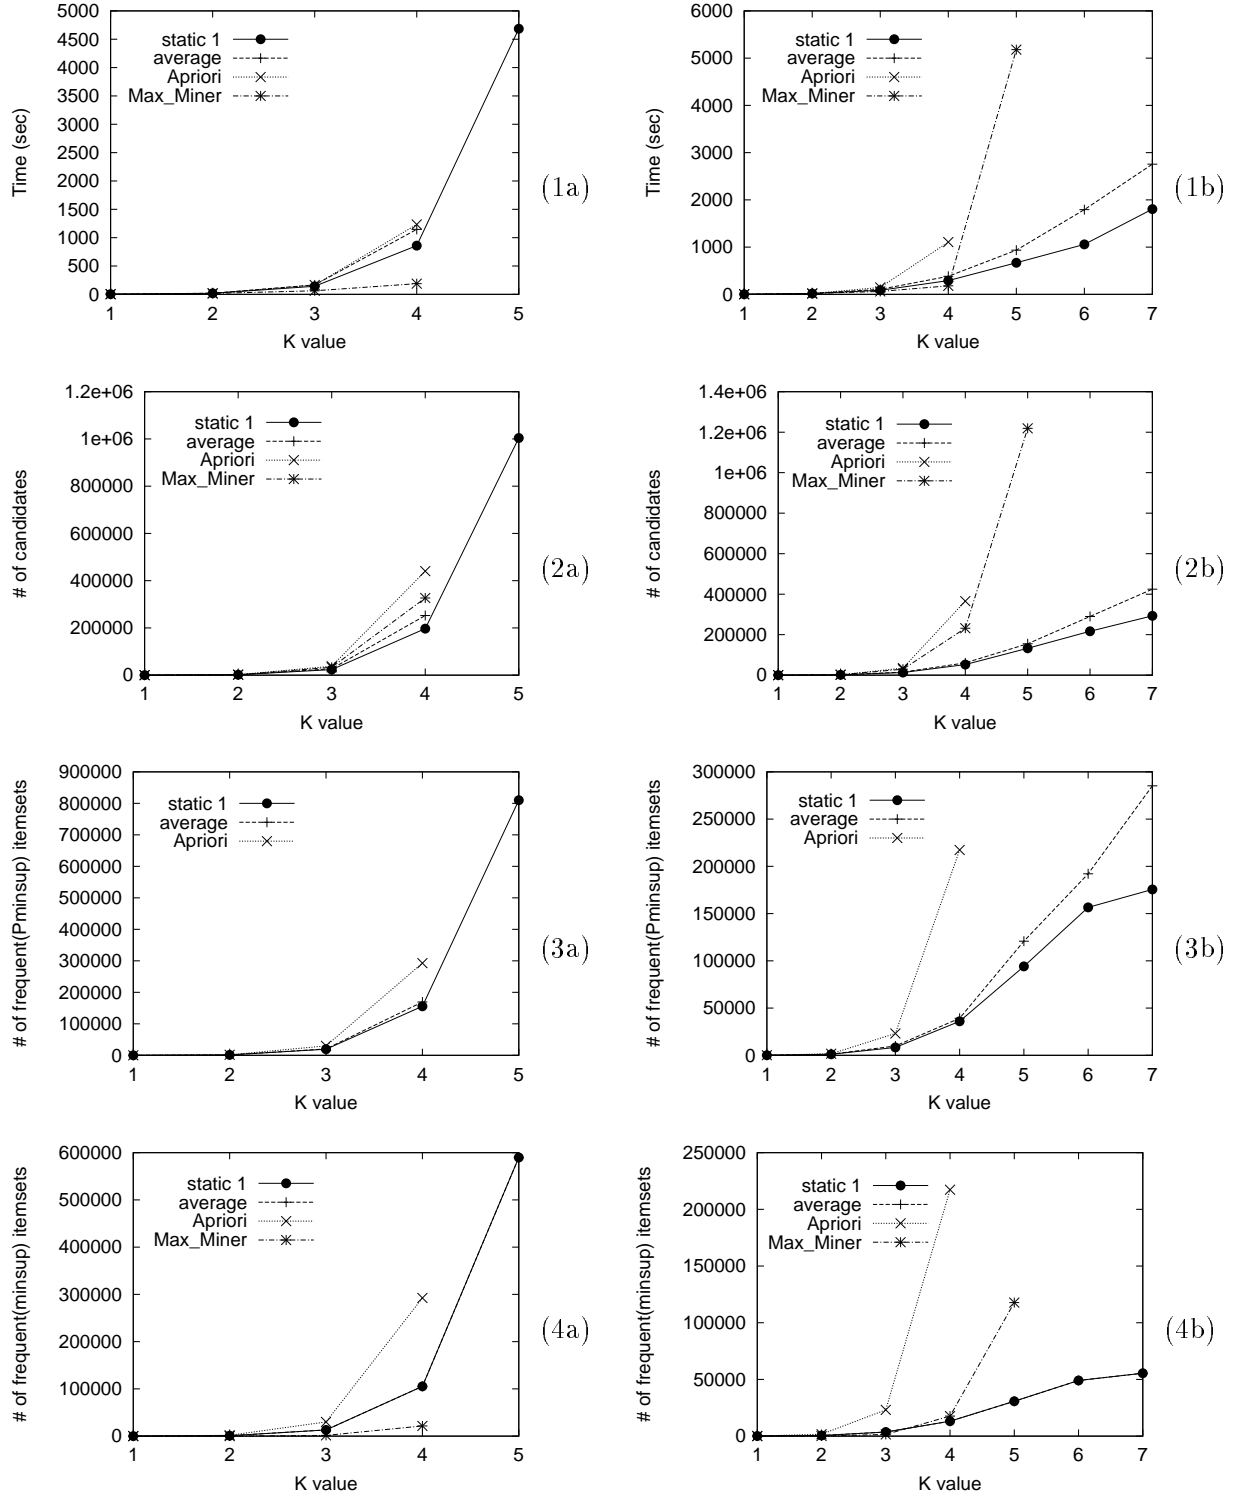 5000
4500
4000
3500
3000
2500
2000
1500
1000
500
0
Time (sec)
static 1
average
Apriori
Max_Miner
1 2 3 4 5
K value
(1a)
6000
5000
4000
3000
2000
1000
0
Time (sec)
static 1
average
Apriori
Max_Miner
1 2 3 4 5 6 7
K value
(1b)
1.2e+06
1e+06
800000
600000
400000
200000
0
# of candidates
static 1
average
Apriori
Max_Miner
1 2 3 4 5
K value
(2a)
1.4e+06
1.2e+06
1e+06
800000
600000
400000
200000
0
# of candidates
static 1
average
Apriori
Max_Miner
1 2 3 4 5 6 7
K value
(2b)
900000
800000
700000
600000
500000
400000
300000
200000
100000
0
# of frequent(Pminsup) itemsets
static 1
average
Apriori
1 2 3 4 5
K value
(3a)
300000
250000
200000
150000
100000
50000
0
# of frequent(Pminsup) itemsets
static 1
average
Apriori
1 2 3 4 5 6 7
K value
(3b)
600000
500000
400000
300000
200000
100000
0
# of frequent(minsup) itemsets
static 1
average
Apriori
Max_Miner
1 2 3 4 5
K value
(4a)
250000
200000
150000
100000
50000
0
# of frequent(minsup) itemsets
static 1
average
Apriori
Max_Miner
1 2 3 4 5 6 7
K value
(4b)